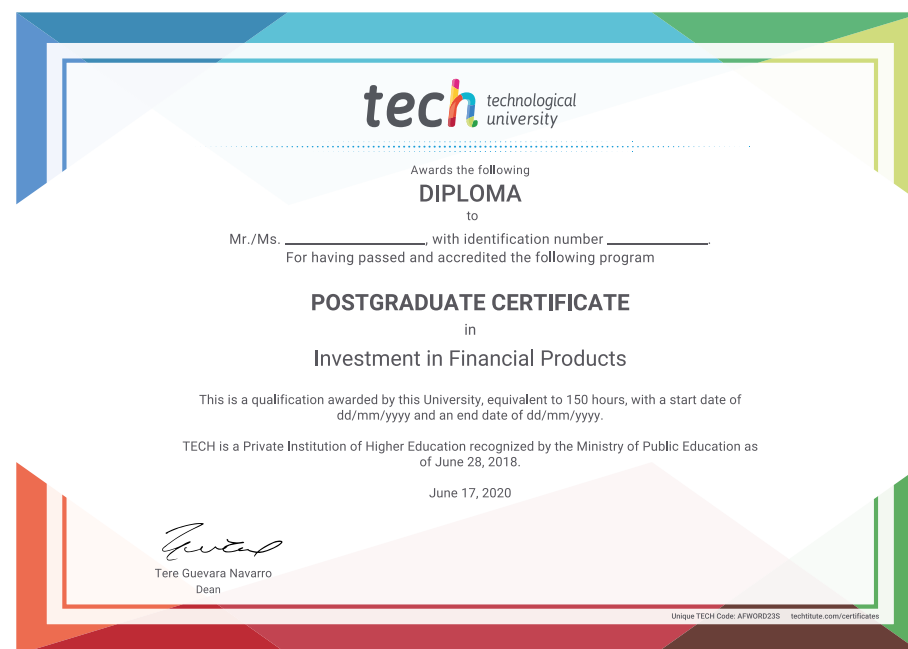 tech technological
university
Awards the following
DIPLOMA
to
Mr./Ms. ____________________, with identification number ______________.
For having passed and accredited the following program
POSTGRADUATE CERTIFICATE
in
Investment in Financial Products
This is a qualification awarded by this University, equivalent to 150 hours, with a start date of
dd/mm/yyyy and an end date of dd/mm/yyyy.
TECH is a Private Institution of Higher Education recognized by the Ministry of Public Education as
of June 28, 2018.
June 17, 2020
Tere Guevara Navarro
Dean
Unique TECH Code: AFWORD23S techtitute.com/certificates